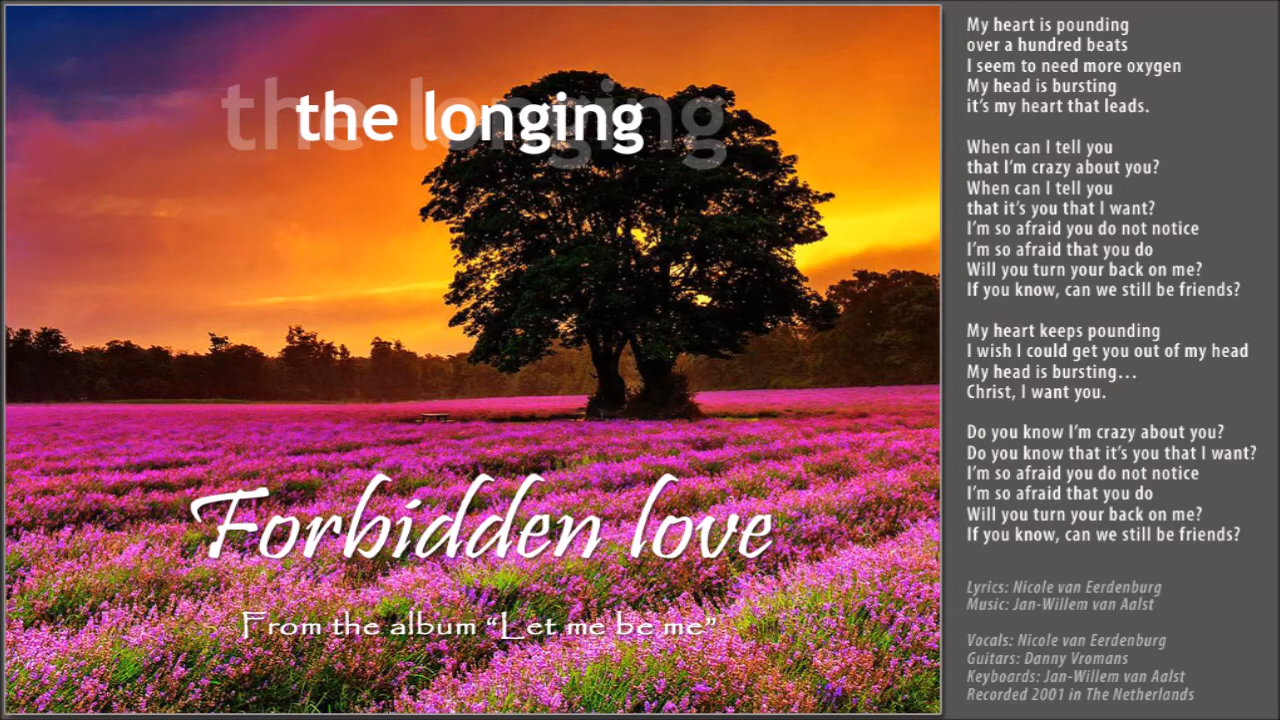 the longing
Forbidden love
From the album “Let me be me”
My heart is pounding
over a hundred beats
I seem to need more oxygen
My head is bursting
it’s my heart that leads.
When can I tell you
that I’m crazy about you?
When can I tell you
that it’s you that I want?
I’m so afraid you do not notice
I’m so afraid that you do
Will you turn your back on me?
If you know, can we still be friends?
My heart keeps pounding
I wish I could get you out of my head
My head is bursting…
Christ, I want you.
Do you know I’m crazy about you?
Do you know that it’s you that I want?
I’m so afraid you do not notice
I’m so afraid that you do
Will you turn your back on me?
If you know, can we still be friends?
Lyrics: Nicole van Eerdenburg
Music: Jan-Willem van Aalst
Vocals: Nicole van Eerdenburg
Guitars: Danny Vromans
Keyboards: Jan-Willem van Aalst
Recorded 2001 in The Netherlands